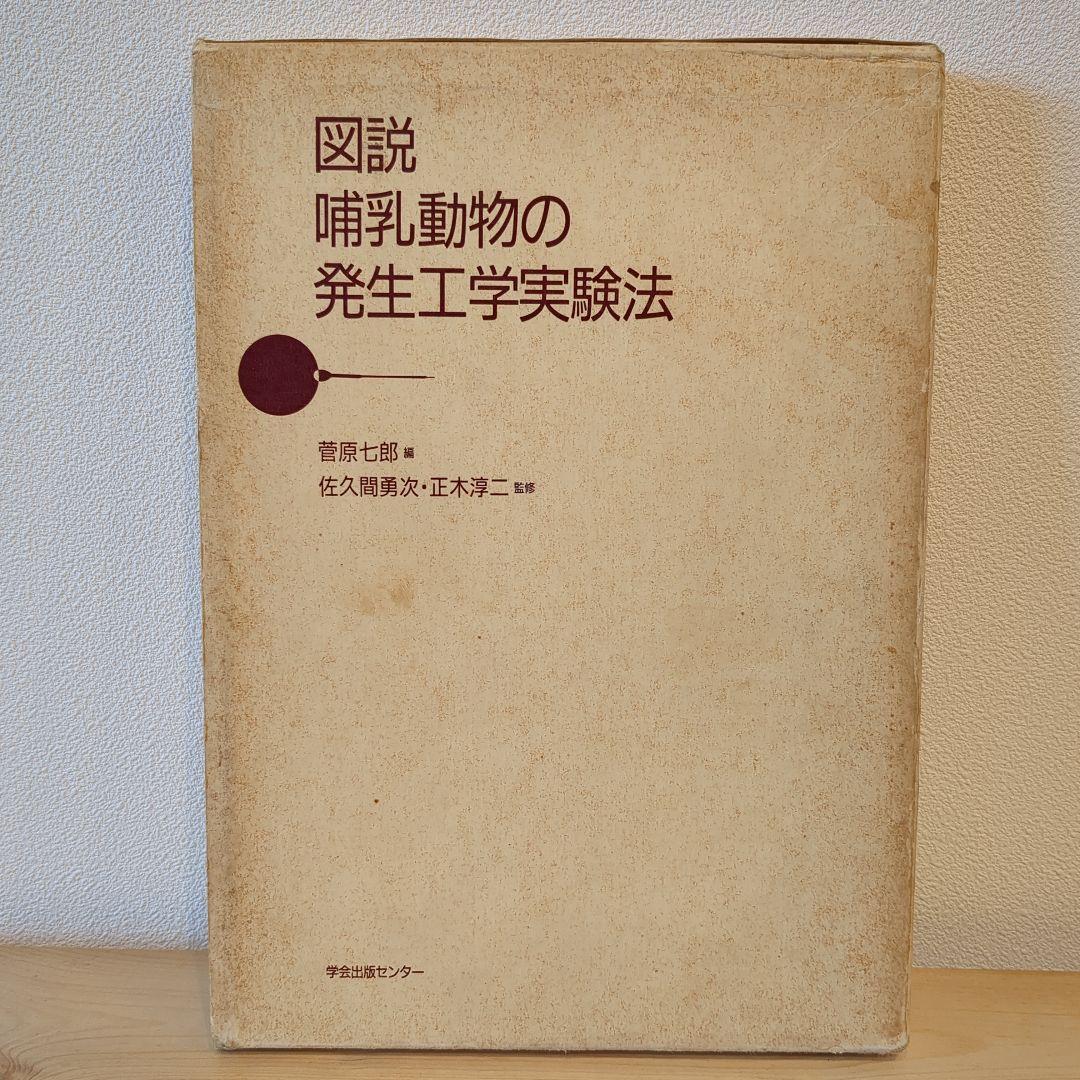 図説
哺乳動物の
発生工学実験法
菅原七郎 編
佐久間勇次・正木淳二 監修
学会出版センター